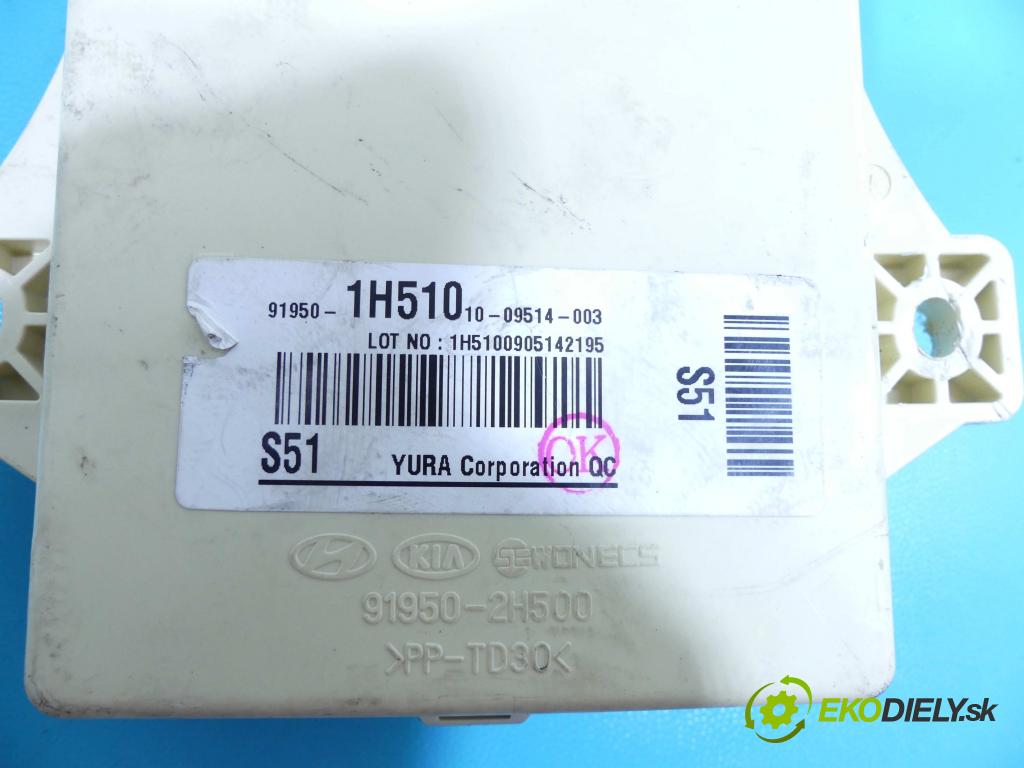 91950- 1H510 10-09514-003
LOT NO : 1H5100905142195
S51
S51
YURA Corporation QC
OK
KIA SEWONECS
91950-2H500
>PP-TD30<
EKODIELY.sk